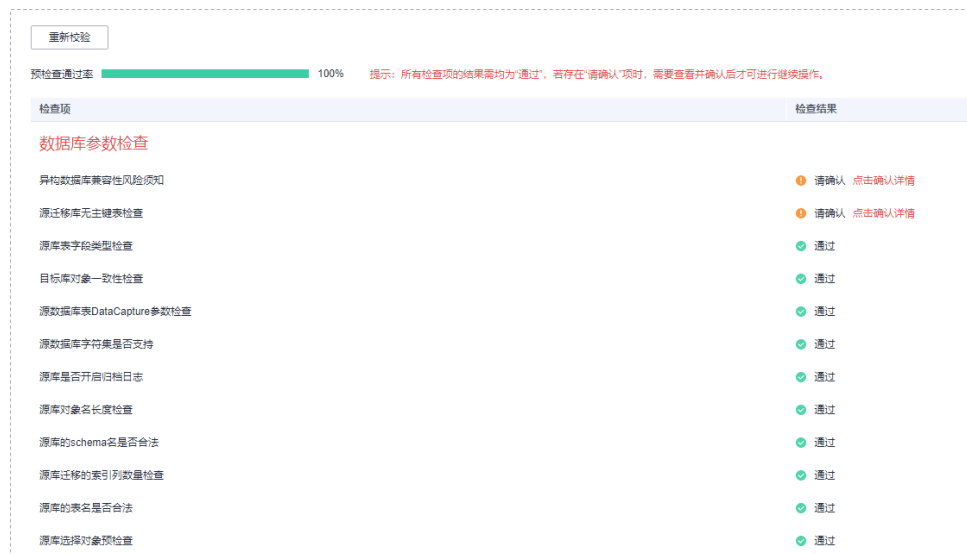 重新校验
预检查通过率 100% 提示：所有检查项的结果需均为“通过”，若存在“请确认”项时，需要查看并确认后才可进行继续操作。
检查项 检查结果
数据库参数检查
异构数据库兼容性风险须知 请确认 点击确认详情
源迁移库无主键表检查 请确认 点击确认详情
源库表字段类型检查 通过
目标库对象一致性检查 通过
源数据库表DataCapture参数检查 通过
源数据库字符集是否支持 通过
源库是否开启归档日志 通过
源库对象名长度检查 通过
源库的schema名是否合法 通过
源库迁移的索引列数量检查 通过
源库的表名是否合法 通过
源库选择对象预检查 通过